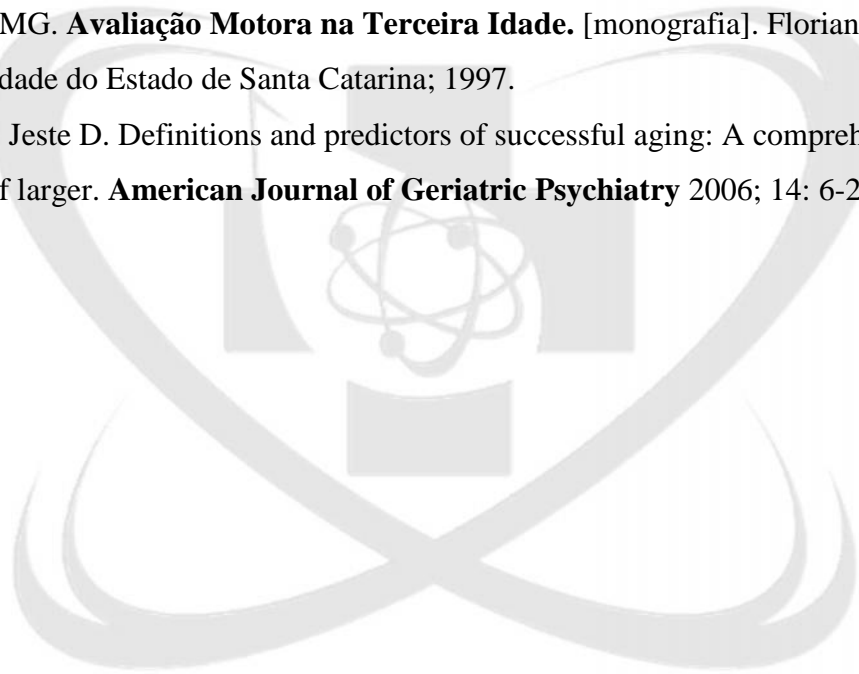 MG. Avaliação Motora na Terceira Idade. [monografia]. Florian
dade do Estado de Santa Catarina; 1997.
Jeste D. Definitions and predictors of successful aging: A compreh
f larger. American Journal of Geriatric Psychiatry 2006; 14: 6-2